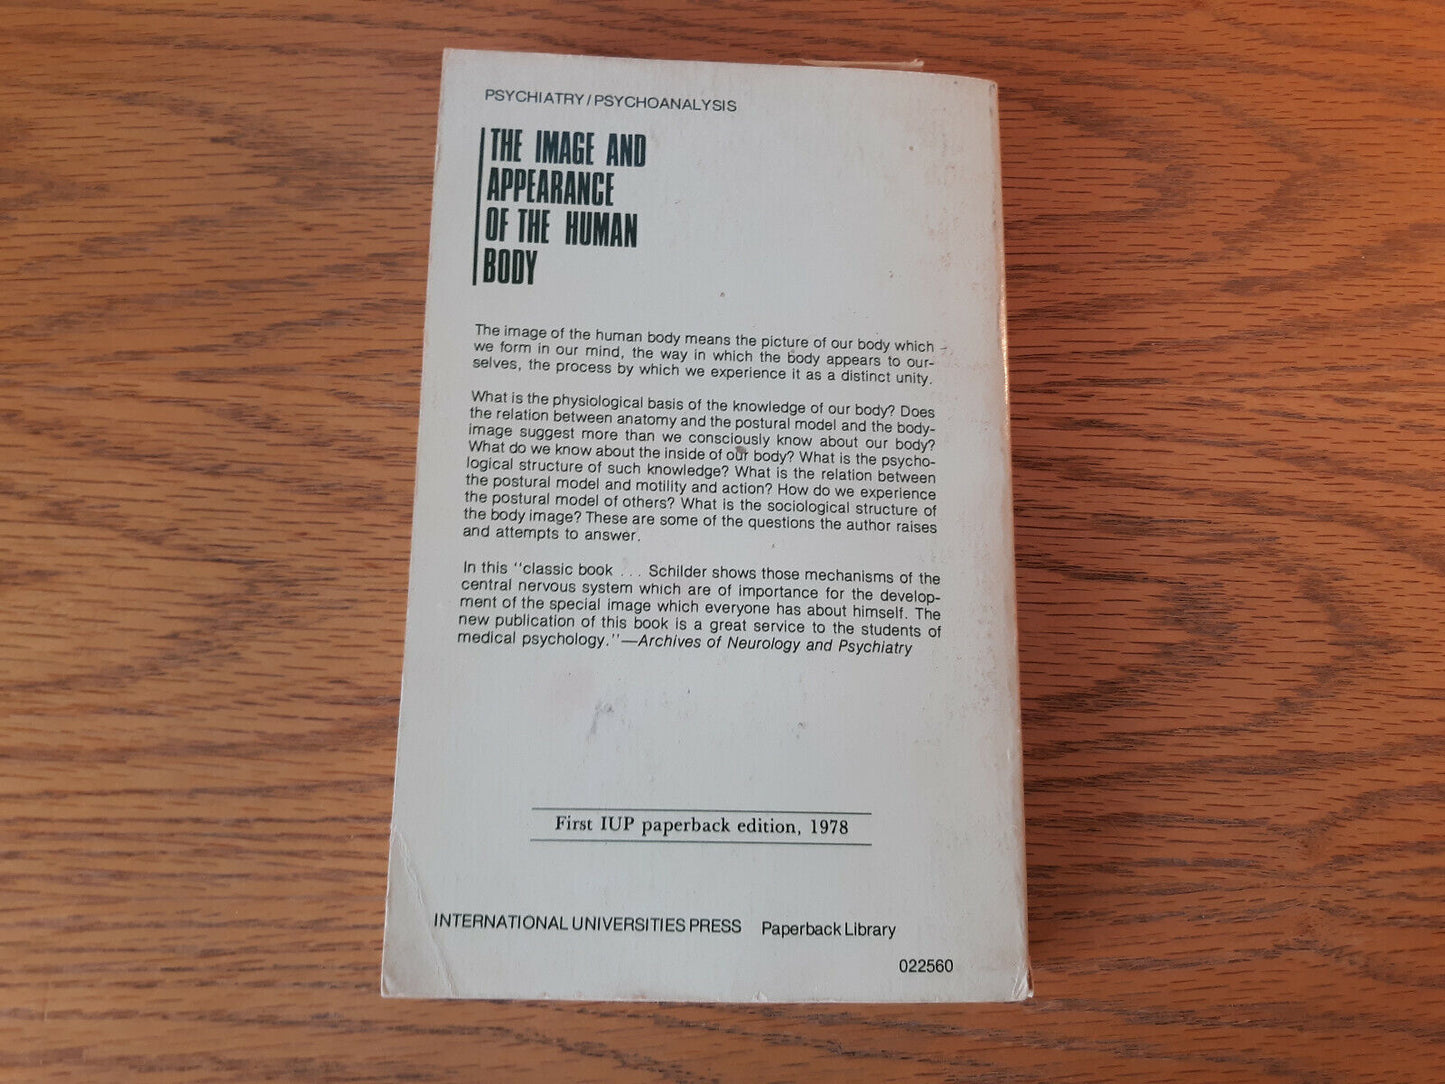 PSYCHIATRY/PSYCHOANALYSIS
THE IMAGE AND
APPEARANCE
OF THE HUMAN
BODY
The image of the human body means the picture of our body which
we form in our mind, the way in which the body appears to our-
selves, the process by which we experience it as a distinct unity.
What is the physiological basis of the knowledge of our body? Does
the relation between anatomy and the postural model and the body-
image suggest more than we consciously know about our body?
What do we know about the inside of our body? What is the psycho-
logical structure of such knowledge? What is the relation between
the postural model and motility and action? How do we experience
the postural model of others? What is the sociological structure of
the body image? These are some of the questions the author raises
and attempts to answer.
In this "classic book ... Schilder shows those mechanisms of the
central nervous system which are of importance for the develop-
ment of the special image which everyone has about himself. The
new publication of this book is a great service to the students of
medical psychology."—Archives of Neurology and Psychiatry
First IUP paperback edition, 1978
INTERNATIONAL UNIVERSITIES PRESS Paperback Library
022560